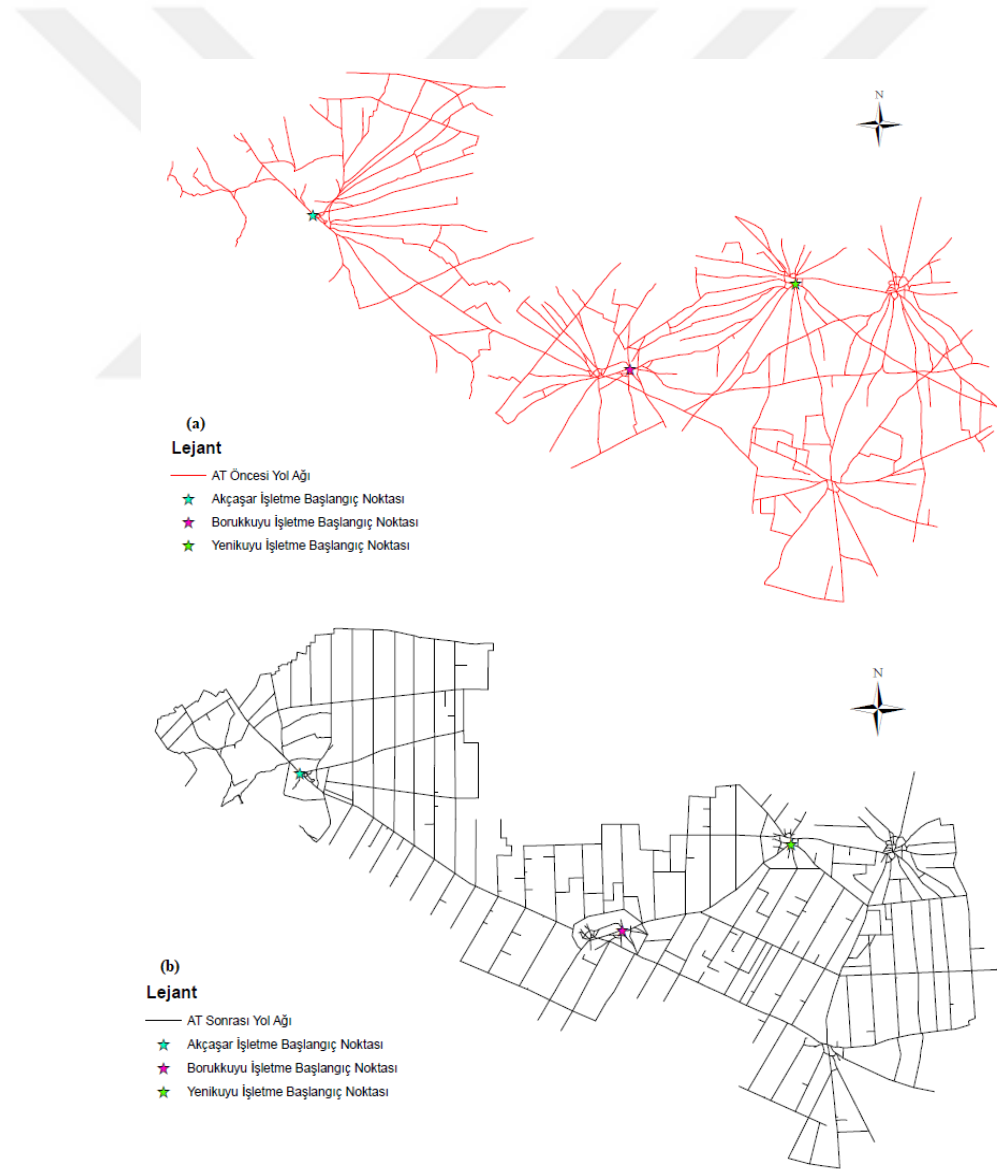 N
(a)
Lejant
AT Öncesi Yol Ağı
Akçaşar İşletme Başlangıç Noktası
Borukkuyu İşletme Başlangıç Noktası
Yenikuyu İşletme Başlangıç Noktası
N
(b)
Lejant
AT Sonrası Yol Ağı
Akçaşar İşletme Başlangıç Noktası
Borukkuyu İşletme Başlangıç Noktası
Yenikuyu İşletme Başlangıç Noktası